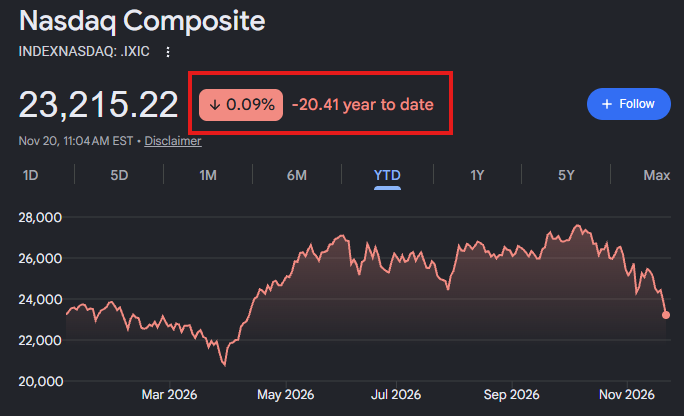 Nasdaq Composite
INDEXNASDAQ: .IXIC
23,215.22 ↓ 0.09% -20.41 year to date
+ Follow
Nov 20, 11:04 AM EST • Disclaimer
1D 5D 1M 6M YTD 1Y 5Y Max
28,000
26,000
24,000
22,000
20,000
Mar 2026 May 2026 Jul 2026 Sep 2026 Nov 2026